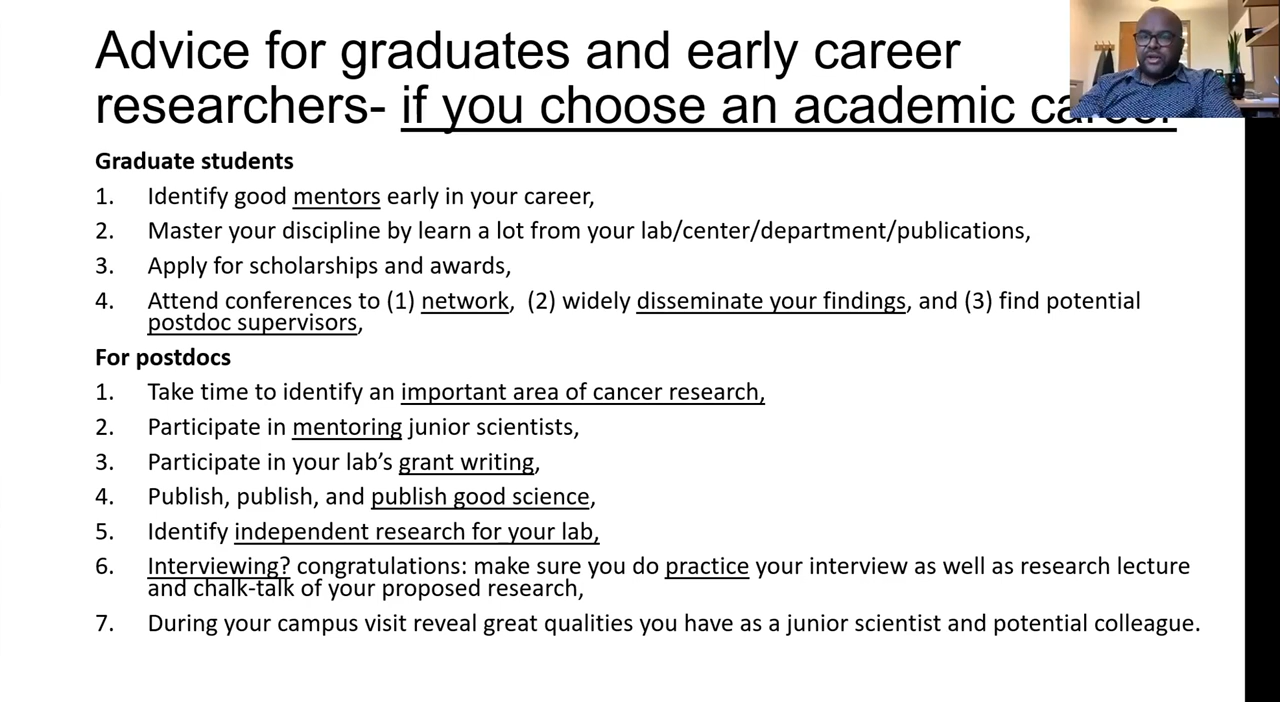 Advice for graduates and early career
researchers- if you choose an academic career
Graduate students
1. Identify good mentors early in your career,
2. Master your discipline by learn a lot from your lab/center/department/publications,
3. Apply for scholarships and awards,
4. Attend conferences to (1) network, (2) widely disseminate your findings, and (3) find potential
postdoc supervisors,
For postdocs
1. Take time to identify an important area of cancer research,
2. Participate in mentoring junior scientists,
3. Participate in your lab’s grant writing,
4. Publish, publish, and publish good science,
5. Identify independent research for your lab,
6. Interviewing? congratulations: make sure you do practice your interview as well as research lecture
and chalk-talk of your proposed research,
7. During your campus visit reveal great qualities you have as a junior scientist and potential colleague.